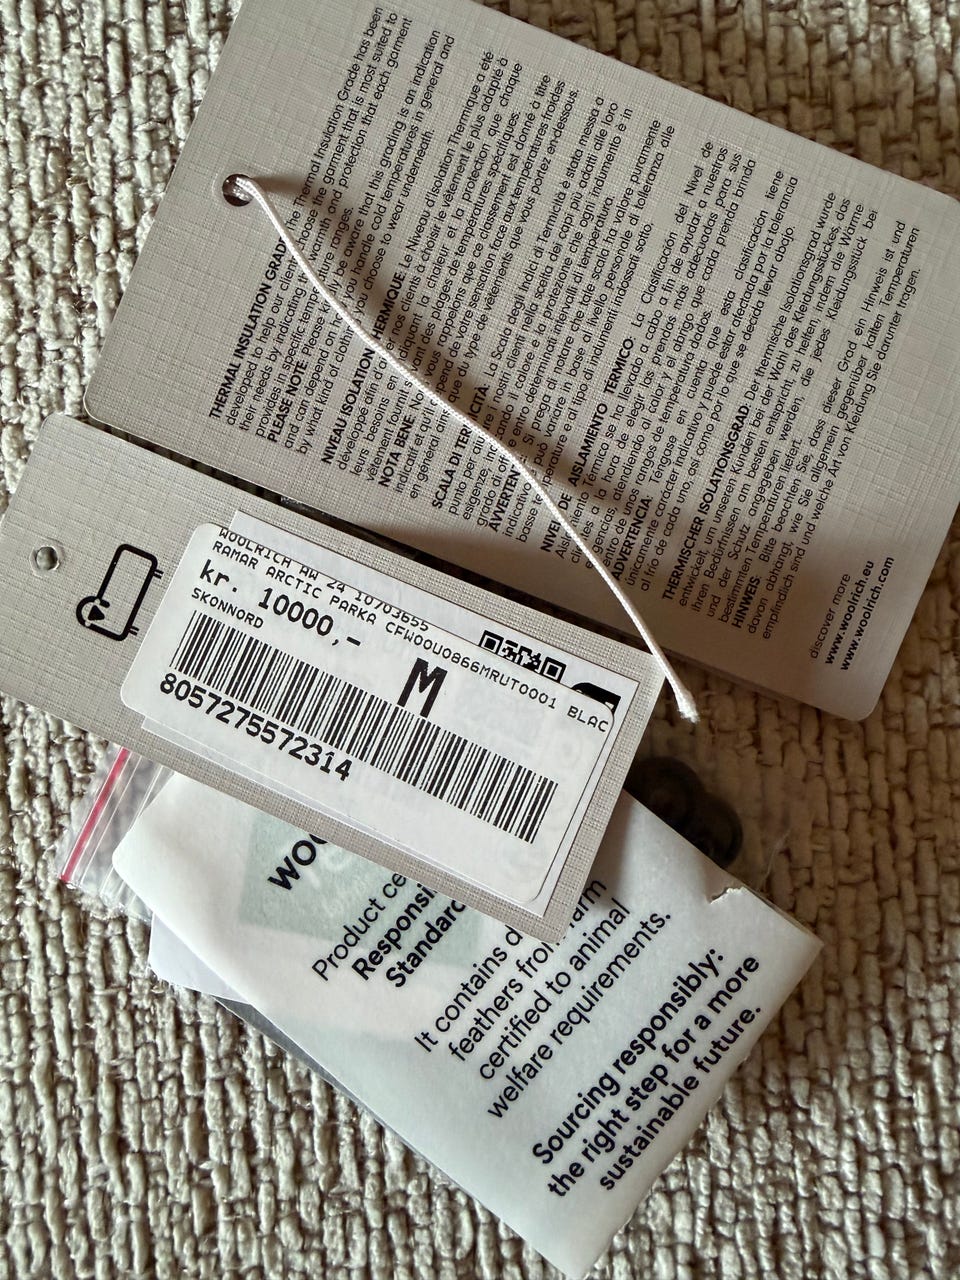 THERMAL INSULATION GRADE the Thermal Insulation Grade has been
developed to help our clients choose the garment that is most suited to
their needs by indicating the warmth and protection that each garment
provides in specific temperature ranges.
PLEASE NOTE: Please be aware that this grading is an indication
and can depend on how you handle cold temperatures in general and
by what kind of clothing you choose to wear underneath.
NIVEAU ISOLATION THERMIQUE: Le Niveau d'Isolation Thermique a été
développé afin d'aider nos clients à choisir le vêtement le plus adapté à
leurs besoins en indiquant la chaleur et la protection que chaque
vêtement fournit suivant des plages de températures spécifiques.
NOTA BENE: Nous vous rappelons que ce classement est donné à titre
indicatif et qu'il dépend de votre sensation face aux températures froides
en général ainsi que du type de vêtements que vous portez en-dessous.
SCALA DI TERMICITÀ: La Scala degli Indici di Termicità è stata messa a
punto per aiutare i nostri clienti nella scelta dei capi più adatti alle loro
esigenze, indicando il calore e la protezione che ogni indumento è in
grado di offrire entro determinati intervalli di temperatura.
AVVERTENZE: Si prega di notare che tale scala ha valore puramente
indicativo e può variare in base al livello personale di tolleranza alle
basse temperature e al tipo di indumenti indossati sotto.
NIVEL DE AISLAMIENTO TERMICO: La Clasificación del Nivel de
Aislamiento Térmico se ha llevado a cabo a fin de ayudar a nuestros
clientes a la hora de elegir las prendas más adecuadas para sus
exigencias, atendiendo al calor y el abrigo que cada prenda brinda
dentro de unos rangos de temperatura dados.
ADVERTENCIA: Téngase en cuenta que esta clasificación tiene
únicamente carácter indicativo y puede estar afectada por la tolerancia
al frío de cada uno, así como por lo que se decida llevar abajo.
THERMISCHER ISOLATIONSGRAD: Der thermische Isolationsgrad wurde
entwickelt, um unseren Kunden bei der Wahl des Kleidungsstückes, das
ihren Bedürfnissen am besten entspricht, zu helfen, indem die Wärme
und der Schutz angegeben werden, die jedes Kleidungsstück bei
bestimmten Temperaturen liefert.
HINWEIS: Bitte beachten Sie, dass dieser Grad ein Hinweis ist und
davon abhängt, wie Sie allgemein gegenüber kalten Temperaturen
empfindlich sind und welche Art von Kleidung Sie darunter tragen.
discover more
www.woolrich.eu
www.woolrich.com
WOOLRICH AW 24 10703655
RAMAR ARCTIC PARKA CFWOOU0866MRUT0001 BLAC
kr. 1000,-
SKONNORD
M
8057275572314
WOO
Product ce
Responsi
Standard
It contains d
feathers from
certified to animal
welfare requirements.
Sourcing responsibly:
the right step for a more
sustainable future.